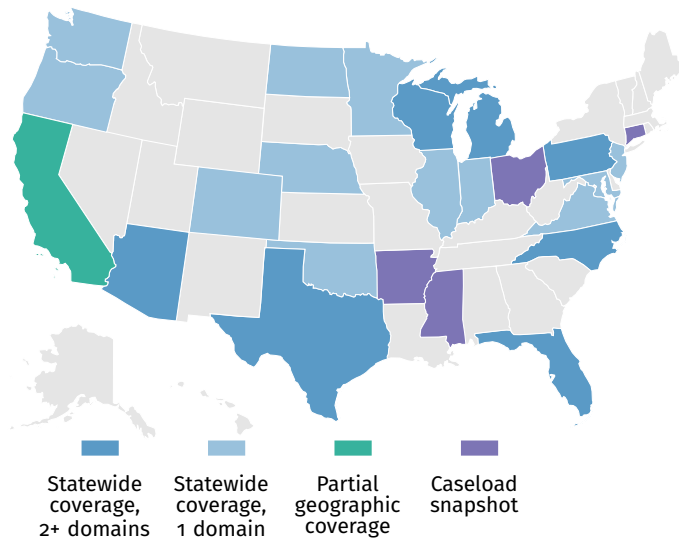 Statewide
coverage,
2+ domains
Statewide
coverage,
1 domain
Partial
geographic
coverage
Caseload
snapshot